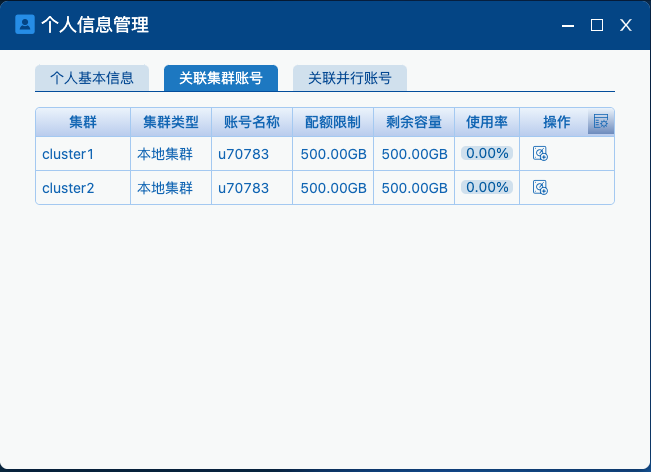 个人信息管理
个人基本信息 关联集群账号 关联并行账号
集群 集群类型 账号名称 配额限制 剩余容量 使用率 操作
cluster1 本地集群 u70783 500.00GB 500.00GB 0.00%
cluster2 本地集群 u70783 500.00GB 500.00GB 0.00%